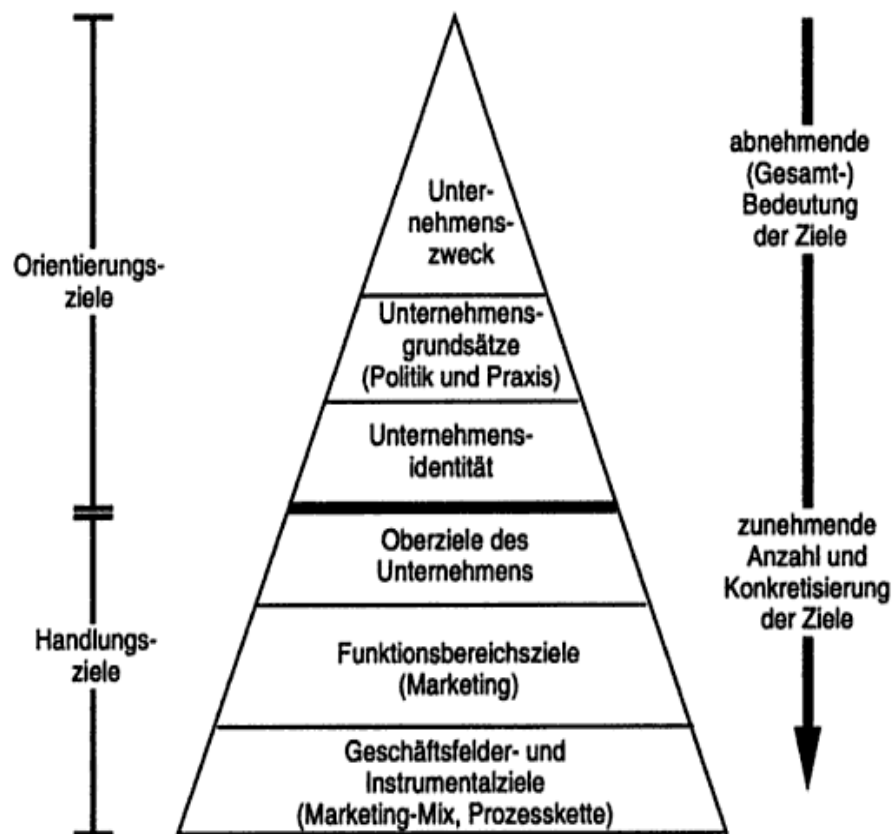 Unter-
nehmens-
zweck
Unternehmens-
grundsätze
(Politik und Praxis)
Unternehmens-
identität
Oberziele des
Unternehmens
Funktionsbereichsziele
(Marketing)
Geschäftsfelder- und
Instrumentalziele
(Marketing-Mix, Prozesskette)
Orientierungs-
ziele
Handlungs-
ziele
abnehmende
(Gesamt-)
Bedeutung
der Ziele
zunehmende
Anzahl und
Konkretisierung
der Ziele